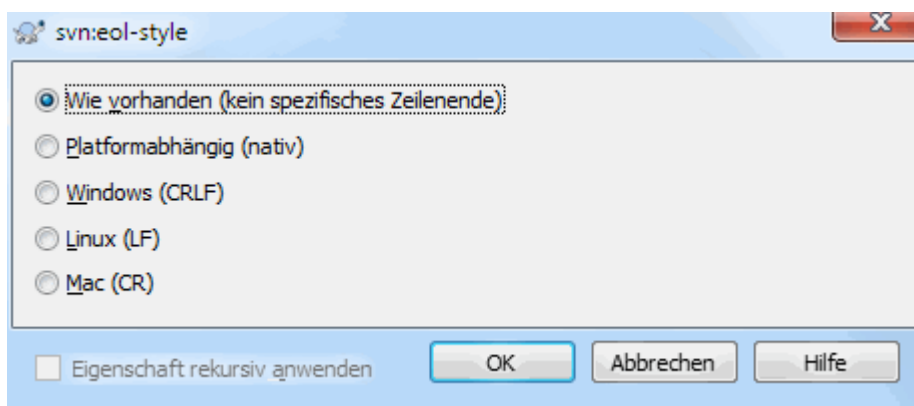 svn:eol-style
Wie vorhanden (kein spezifisches Zeilenende)
Platformabhängig (nativ)
Windows (CRLF)
Linux (LF)
Mac (CR)
Eigenschaft rekursiv anwenden OK Abbrechen Hilfe